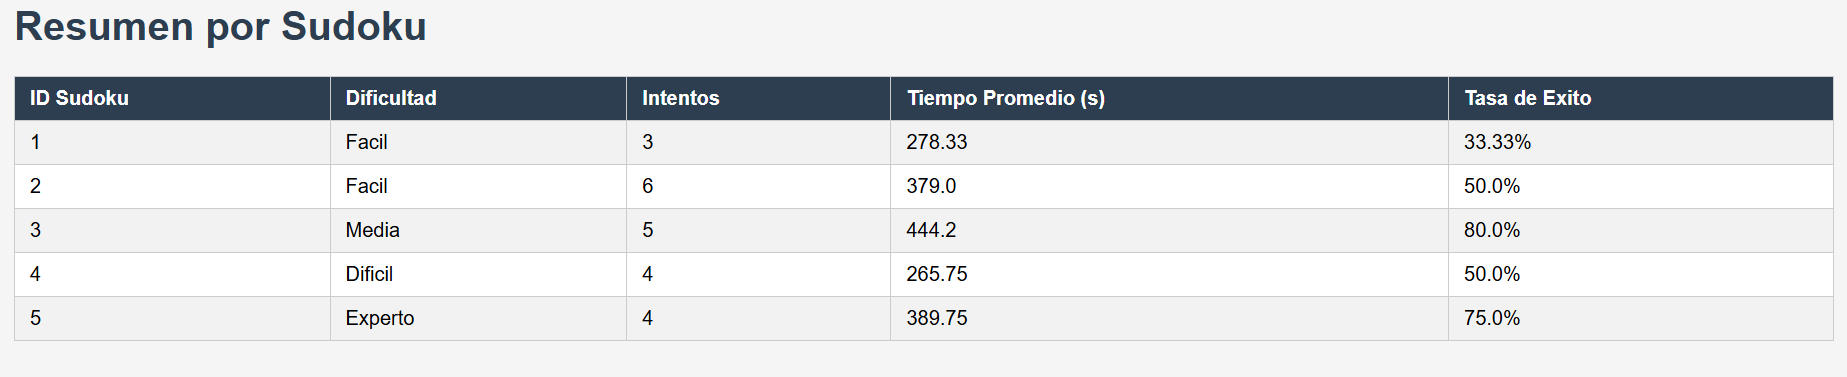 Resumen por Sudoku
ID Sudoku Dificultad Intentos Tiempo Promedio (s) Tasa de Exito
1 Facil 3 278.33 33.33%
2 Facil 6 379.0 50.0%
3 Media 5 444.2 80.0%
4 Dificil 4 265.75 50.0%
5 Experto 4 389.75 75.0%